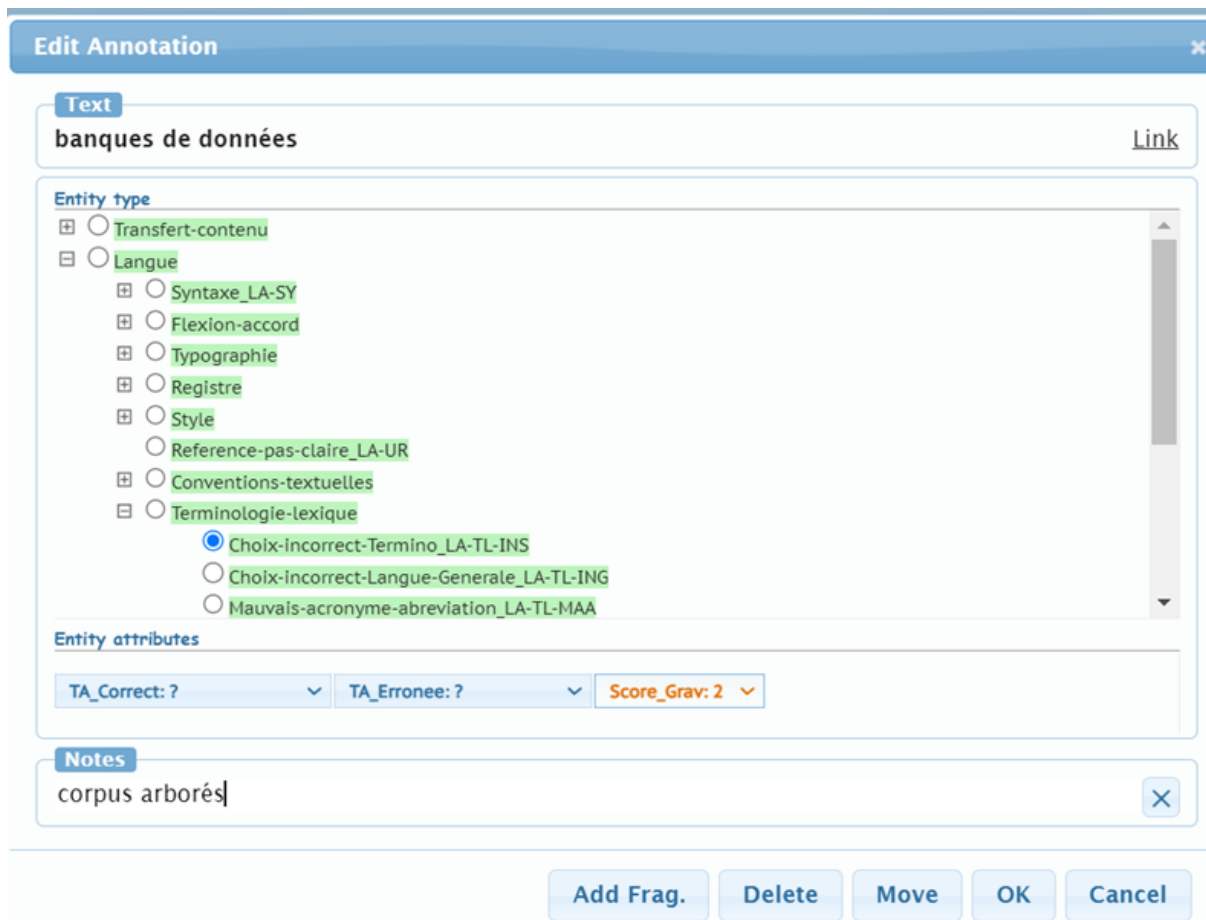 Edit Annotation
Text
banques de données Link
Entity type
Transfert-contenu
Langue
Syntaxe_LA-SY
Flexion-accord
Typographie
Registre
Style
Reference-pas-claire_LA-UR
Conventions-textuelles
Terminologie-lexique
Choix-incorrect-Termino_LA-TL-INS
Choix-incorrect-Langue-Generale_LA-TL-ING
Mauvais-acronyme-abreviation_LA-TL-MAA
Entity attributes
TA_Correct: ? TA_Erronee: ? Score_Grav: 2
Notes
corpus arborés
Add Frag. Delete Move OK Cancel